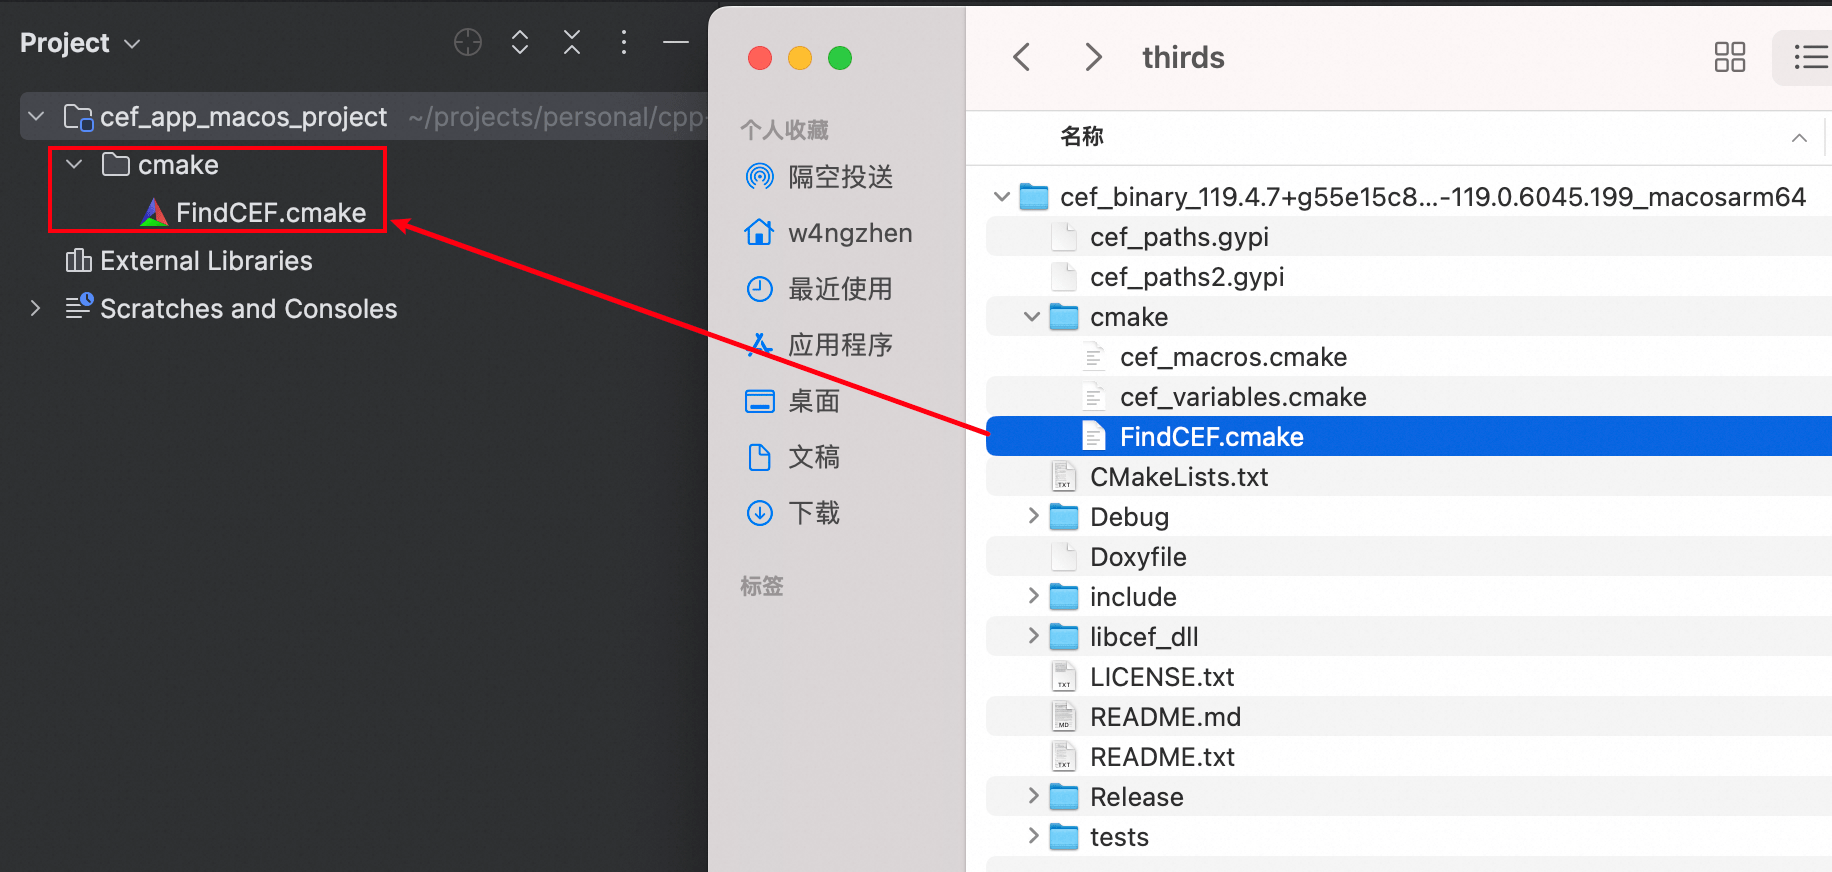 Project
cef_app_macos_project ~/projects/personal/cpp
cmake
FindCEF.cmake
External Libraries
Scratches and Consoles
thirds
个人收藏
隔空投送
w4ngzhen
最近使用
应用程序
桌面
文稿
下载
标签
名称
cef_binary_119.4.7+g55e15c8...-119.0.6045.199_macosarm64
cef_paths.gypi
cef_paths2.gypi
cmake
cef_macros.cmake
cef_variables.cmake
FindCEF.cmake
CMakeLists.txt
Debug
Doxyfile
include
libcef_dll
LICENSE.txt
README.md
README.txt
Release
tests